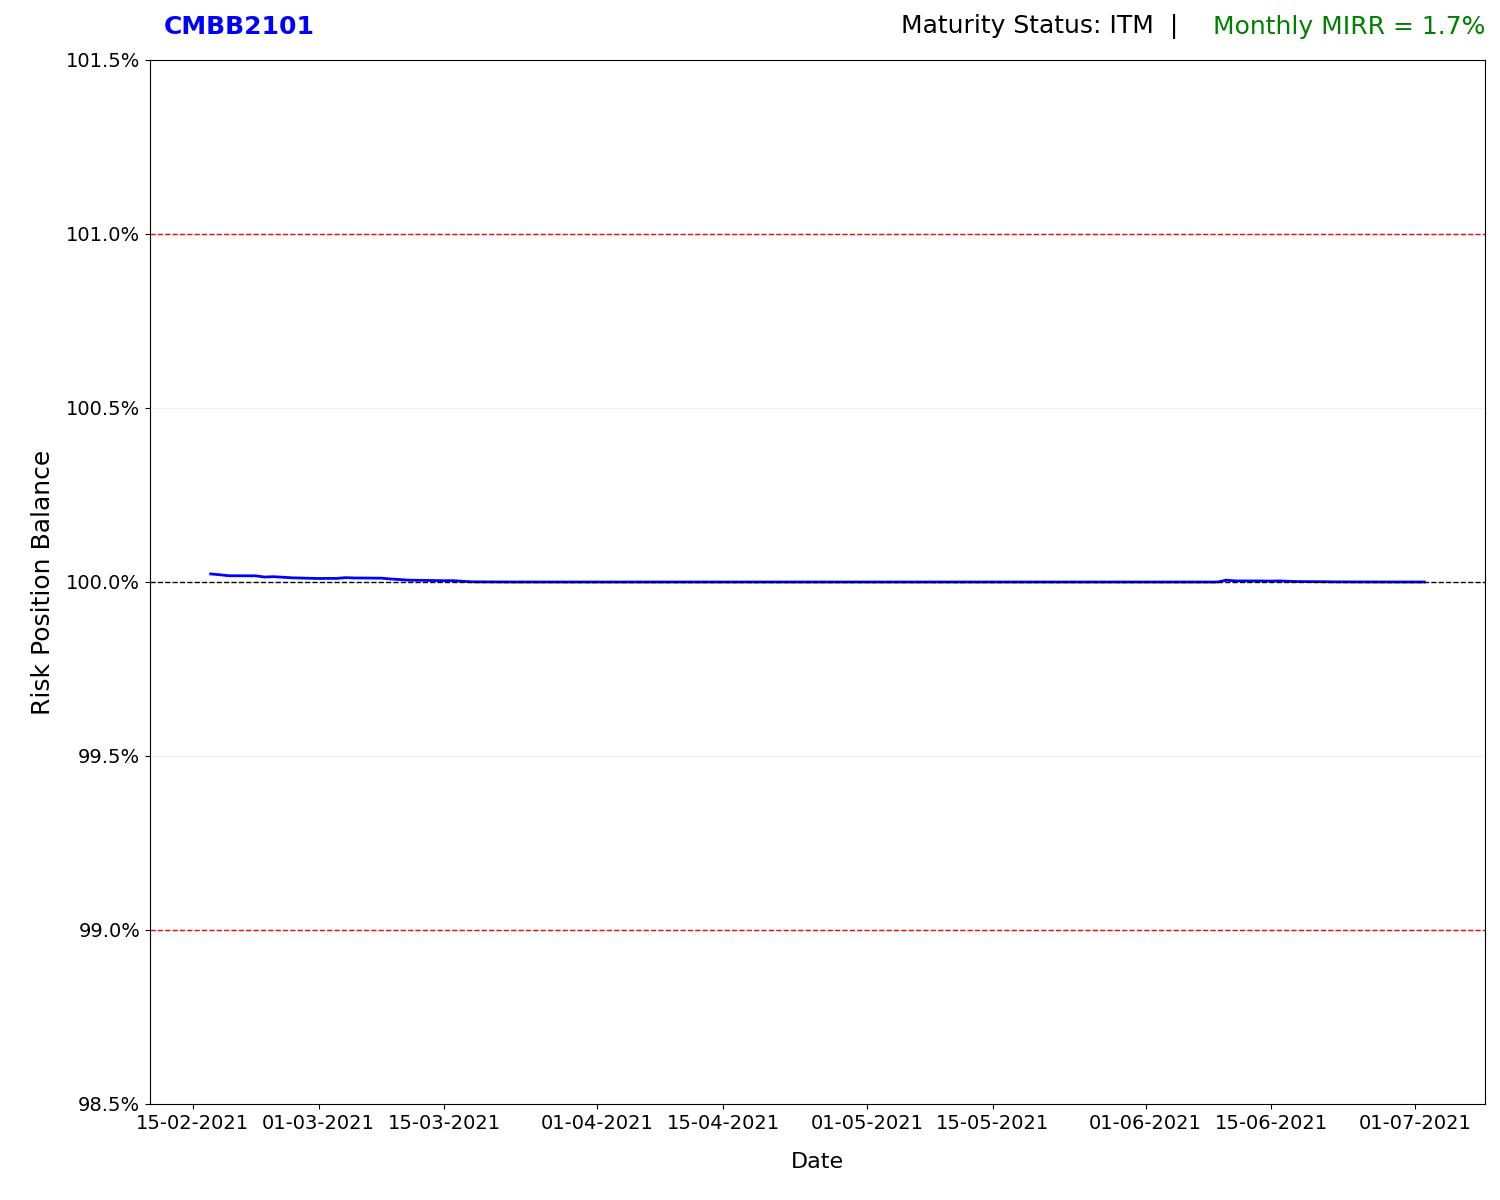 CMBB2101 Maturity Status: ITM | Monthly MIRR = 1.7%
101.5%
101.0%
100.5%
100.0%
99.5%
99.0%
98.5%
Risk Position Balance
15-02-2021 01-03-2021 15-03-2021 01-04-2021 15-04-2021 01-05-2021 15-05-2021 01-06-2021 15-06-2021 01-07-2021
Date